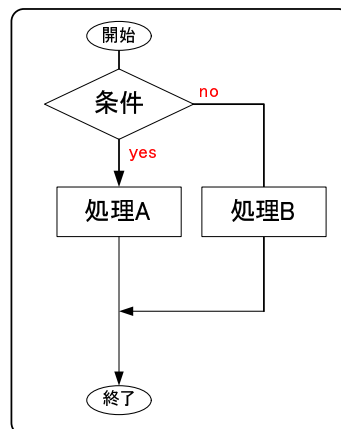 開始
条件
no
yes
処理A
処理B
終了